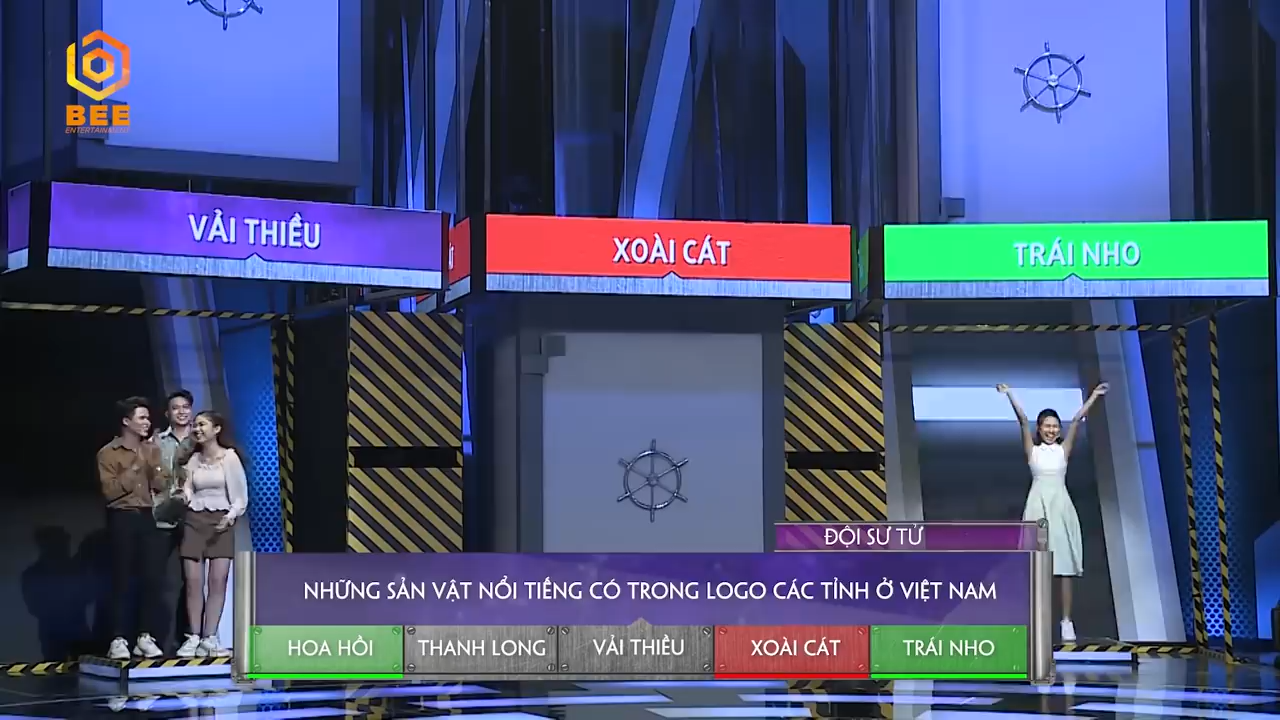 BEE
ENTERTAINMENT
VẢI THIỀU
XOÀI CÁT
TRÁI NHO
ĐỘI SƯ TỬ
NHỮNG SẢN VẬT NỔI TIẾNG CÓ TRONG LOGO CÁC TỈNH Ở VIỆT NAM
HOA HỒI
THANH LONG
VẢI THIỀU
XOÀI CÁT
TRÁI NHO